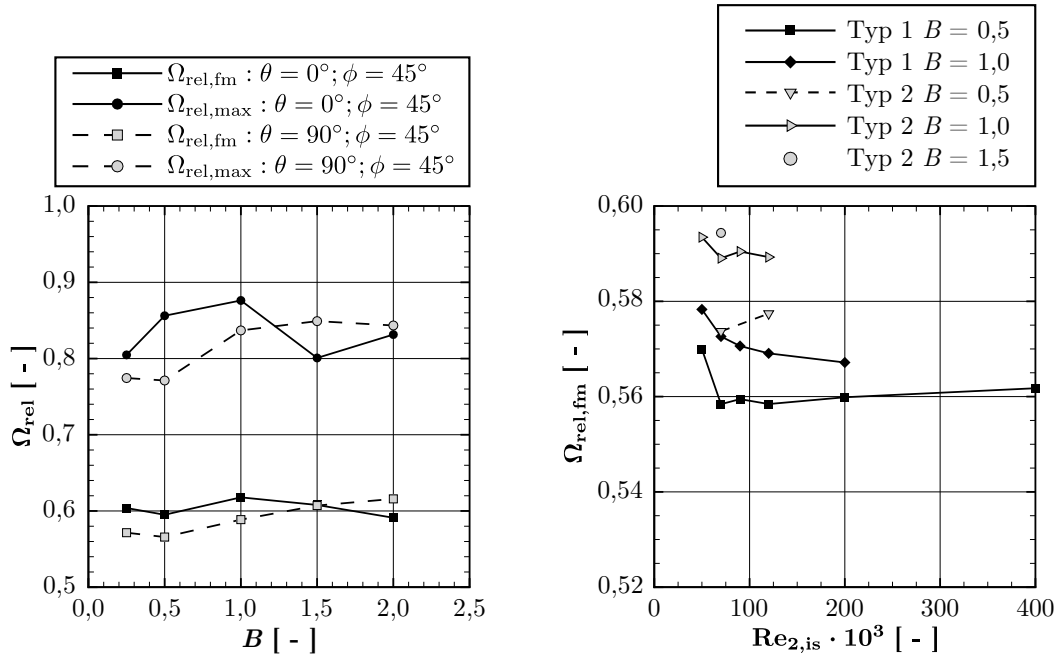 Ω_rel,fm : θ = 0°; ϕ = 45°
Ω_rel,max : θ = 0°; ϕ = 45°
Ω_rel,fm : θ = 90°; ϕ = 45°
Ω_rel,max : θ = 90°; ϕ = 45°
1,0
0,9
0,8
0,7
0,6
0,5
Ω_rel [ - ]
0,0 0,5 1,0 1,5 2,0 2,5
B [ - ]
Typ 1 B = 0,5
Typ 1 B = 1,0
Typ 2 B = 0,5
Typ 2 B = 1,0
Typ 2 B = 1,5
0,60
0,58
0,56
0,54
0,52
Ω_rel,fm [ - ]
0 100 200 300 400
Re_2,is · 10³ [ - ]